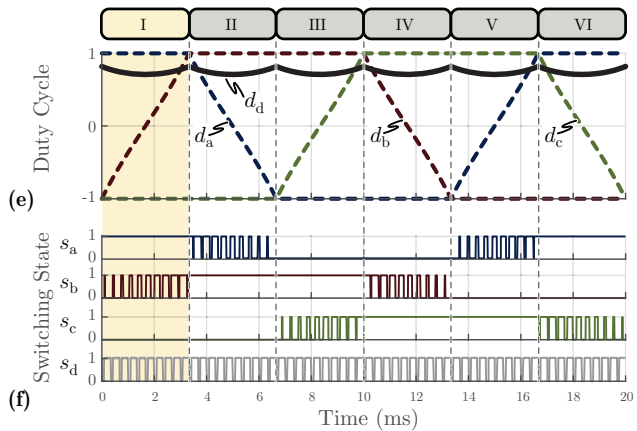 I II III IV V VI
1
0
-1
Duty Cycle
d_d
d_a
d_b
d_c
(e)
Switching State
s_a 1 0
s_b 1 0
s_c 1 0
s_d 1 0
0 2 4 6 8 10 12 14 16 18 20
(f)
Time (ms)